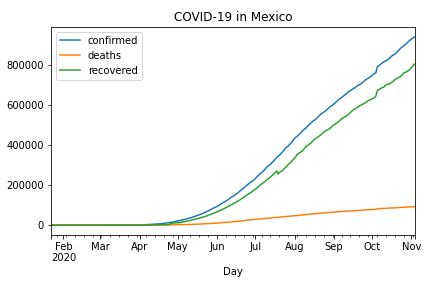 COVID-19 in Mexico
confirmed
deaths
recovered
800000
600000
400000
200000
0
Feb Mar Apr May Jun Jul Aug Sep Oct Nov
2020
Day